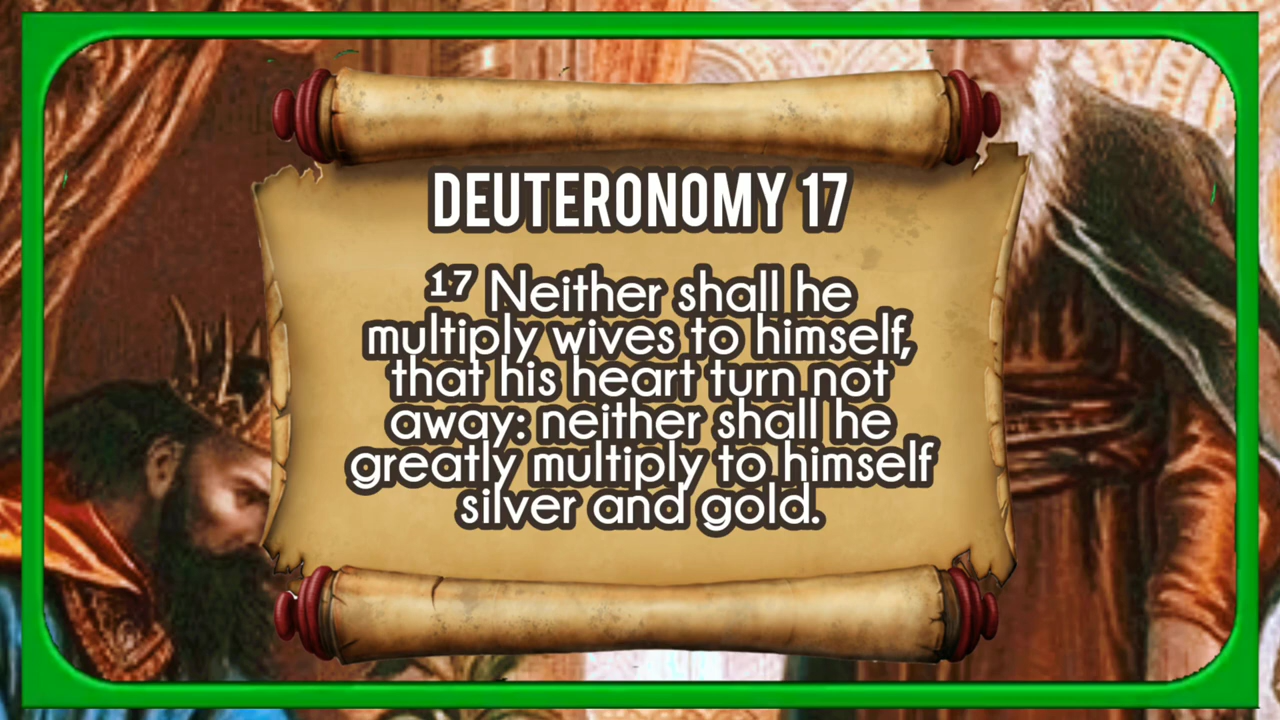 DEUTERONOMY 17
¹⁷ Neither shall he
multiply wives to himself,
that his heart turn not
away: neither shall he
greatly multiply to himself
silver and gold.